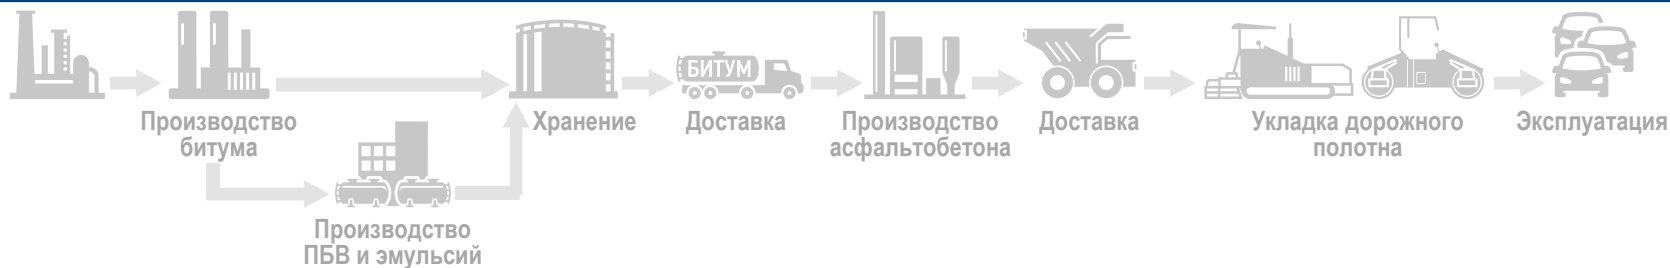 БИТУМ
Производство
битума
Хранение
Доставка
Производство
асфальтобетона
Доставка
Укладка дорожного
полотна
Эксплуатация
Производство
ПБВ и эмульсий